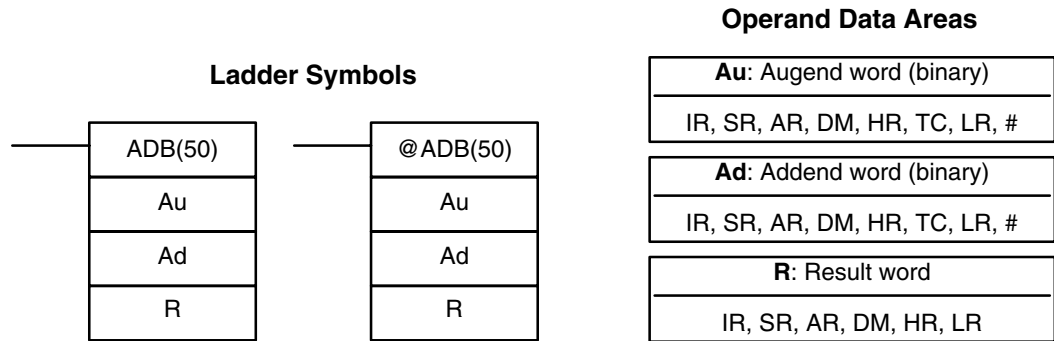 Ladder Symbols
ADB(50)
Au
Ad
R
@ADB(50)
Au
Ad
R
Operand Data Areas
Au: Augend word (binary)
IR, SR, AR, DM, HR, TC, LR, #
Ad: Addend word (binary)
IR, SR, AR, DM, HR, TC, LR, #
R: Result word
IR, SR, AR, DM, HR, LR